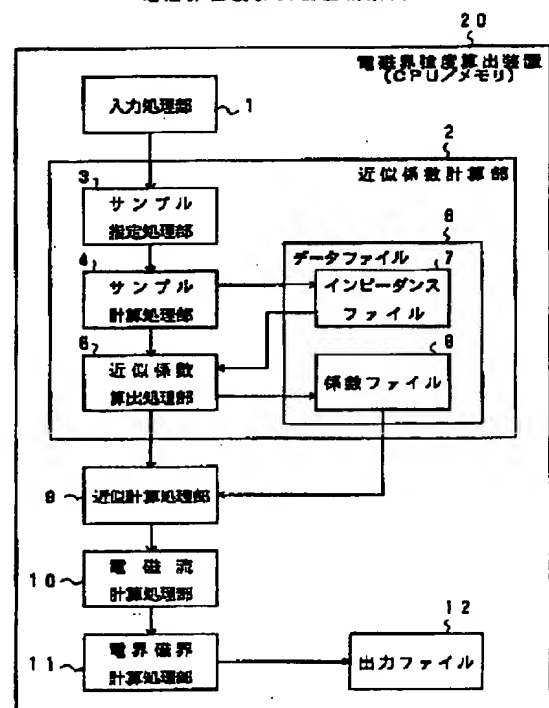 20
電磁界強度算出装置
(CPU/メモリ)
入力処理部
1
2
近似係数計算部
3
サンプル
指定処理部
6
データファイル
4
サンプル
計算処理部
7
インピーダンス
ファイル
6
近似係数
算出処理部
8
係数ファイル
9
近似計算処理部
10
電磁流
計算処理部
12
11
電界磁界
計算処理部
出力ファイル